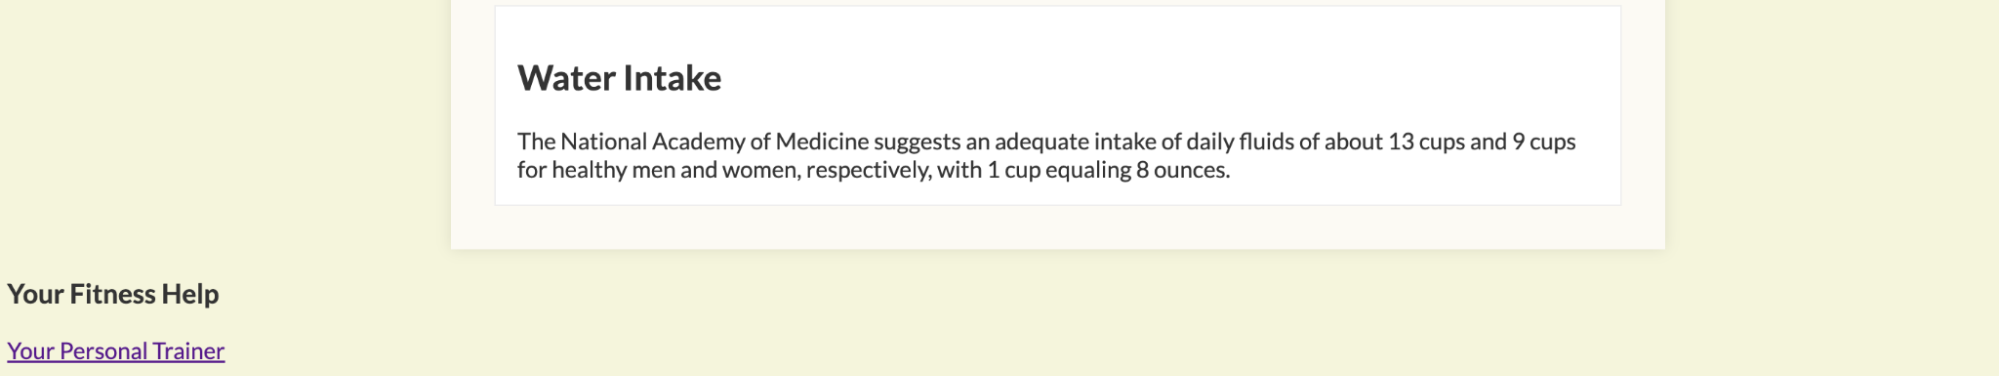 Water Intake
The National Academy of Medicine suggests an adequate intake of daily fluids of about 13 cups and 9 cups
for healthy men and women, respectively, with 1 cup equaling 8 ounces.
Your Fitness Help
Your Personal Trainer